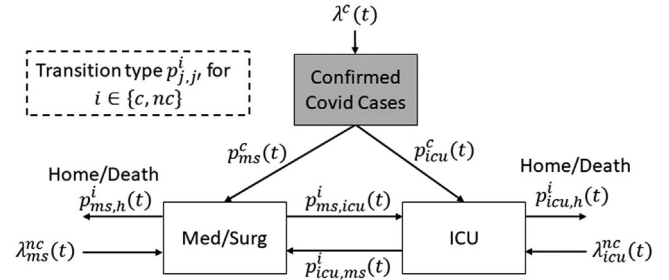 λ^c(t)
Transition type p^i_{j,j′} for
i ∈ {c, nc}
Confirmed
Covid Cases
p^c_{ms}(t)
p^c_{icu}(t)
Home/Death
p^i_{ms,h}(t)
Home/Death
p^i_{icu,h}(t)
Med/Surg
p^i_{ms,icu}(t)
ICU
λ^{nc}_{ms}(t)
p^i_{icu,ms}(t)
λ^{nc}_{icu}(t)